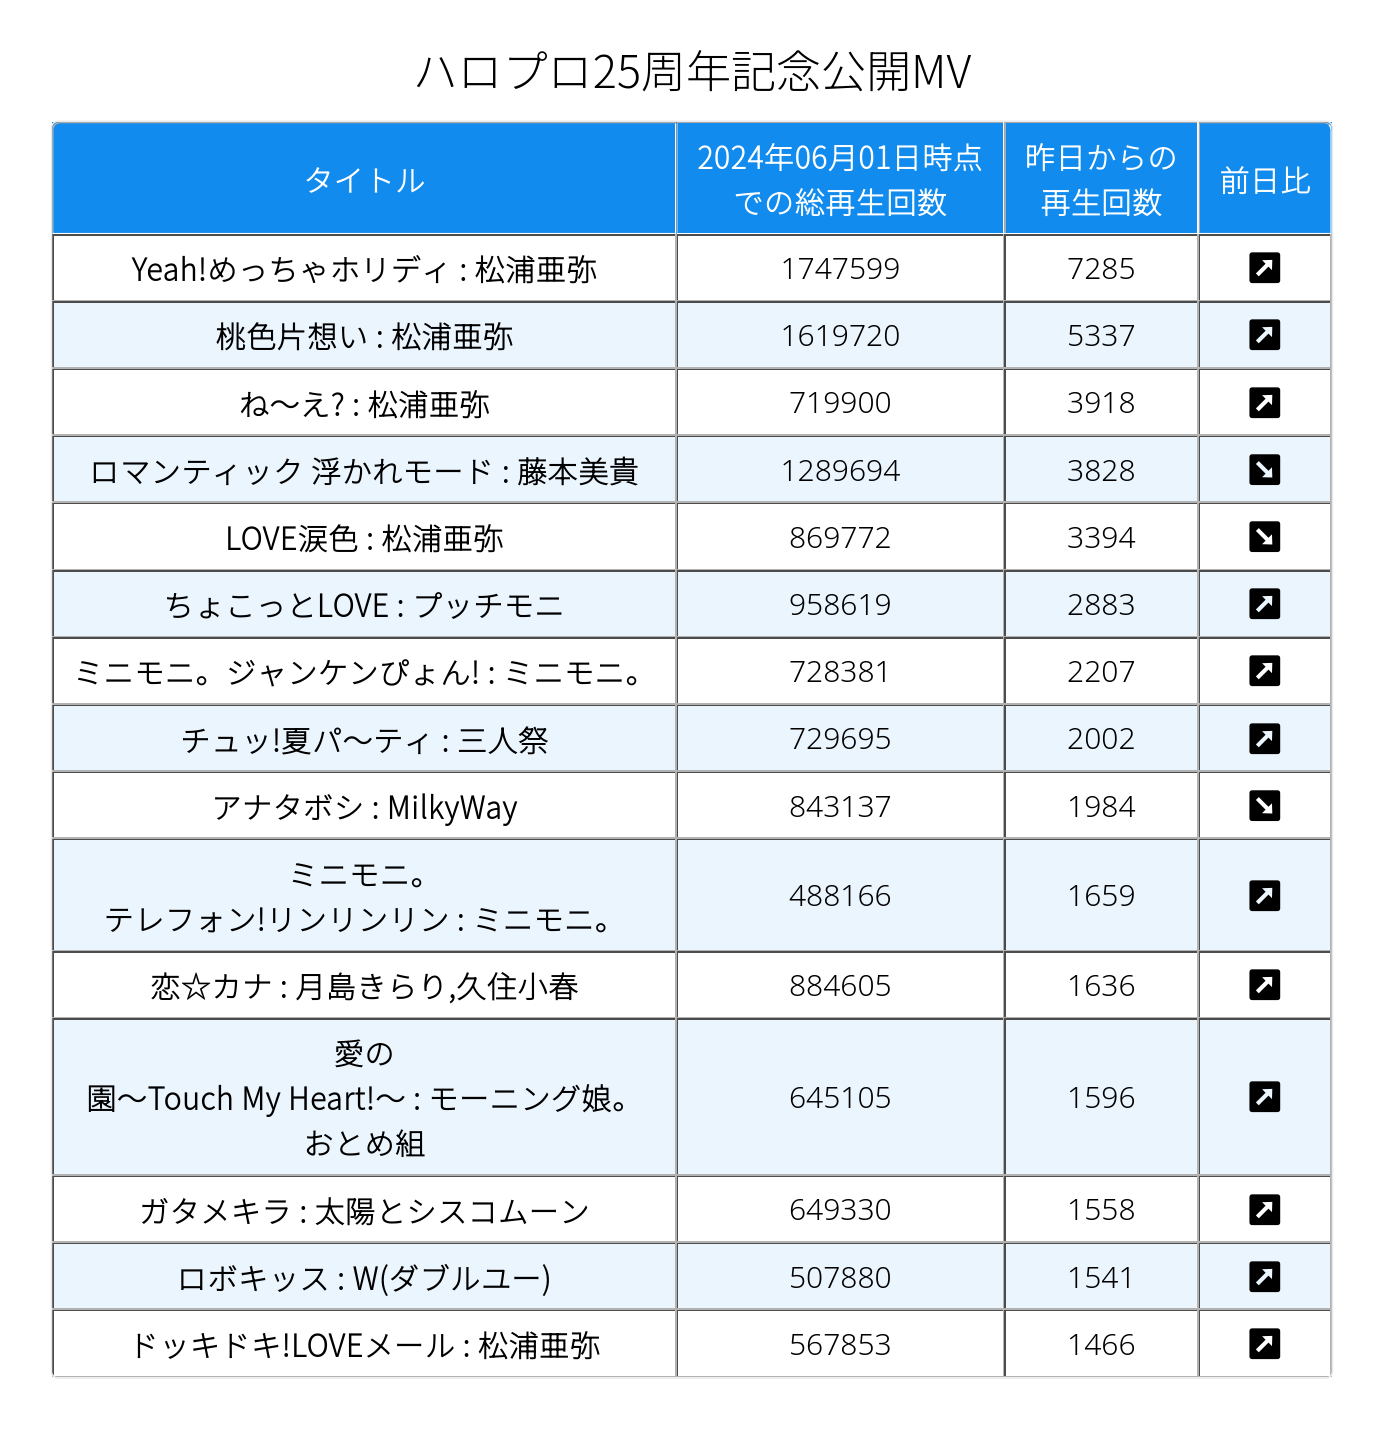 ハロプロ25周年記念公開MV
タイトル
2024年06月01日時点
での総再生回数
昨日からの
再生回数
前日比
Yeah!めっちゃホリディ : 松浦亜弥 1747599 7285 ↗
桃色片想い : 松浦亜弥 1619720 5337 ↗
ね～え? : 松浦亜弥 719900 3918 ↗
ロマンティック 浮かれモード : 藤本美貴 1289694 3828 ↘
LOVE涙色 : 松浦亜弥 869772 3394 ↘
ちょこっとLOVE : プッチモニ 958619 2883 ↗
ミニモニ。ジャンケンぴょん! : ミニモニ。 728381 2207 ↗
チュッ!夏パ～ティ : 三人祭 729695 2002 ↗
アナタボシ : MilkyWay 843137 1984 ↘
ミニモニ。
テレフォン!リンリンリン : ミニモニ。 488166 1659 ↗
恋☆カナ : 月島きらり,久住小春 884605 1636 ↗
愛の
園～Touch My Heart!～ : モーニング娘。 645105 1596 ↗
おとめ組
ガタメキラ : 太陽とシスコムーン 649330 1558 ↗
ロボキッス : W(ダブルユー) 507880 1541 ↗
ドッキドキ!LOVEメール : 松浦亜弥 567853 1466 ↗